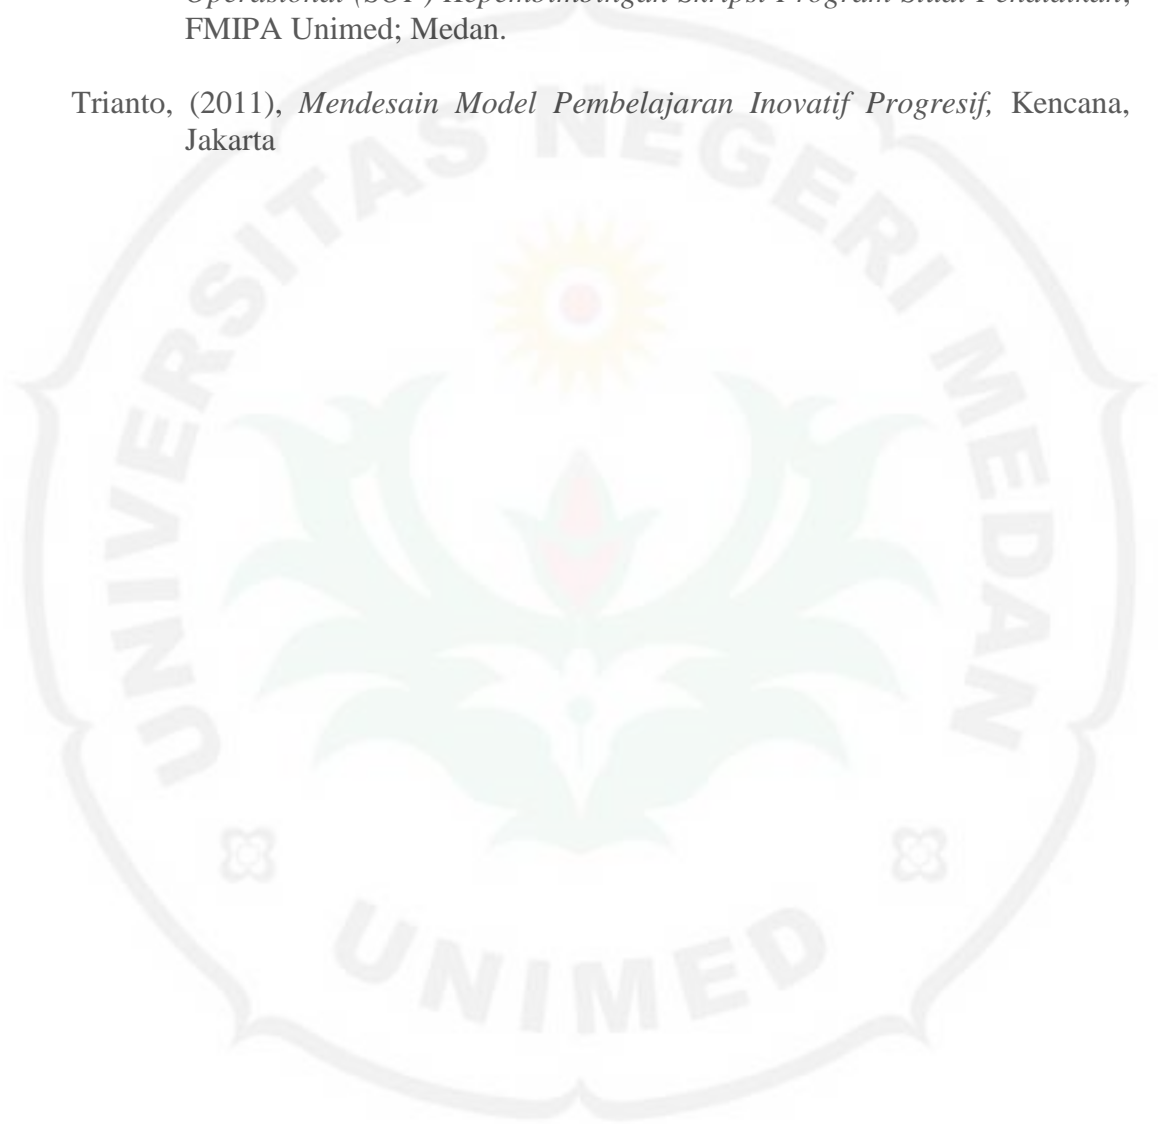 Operasional (SOP) Kepembimbingan Skripsi Program Studi Pendidikan,
FMIPA Unimed; Medan.
Trianto, (2011), Mendesain Model Pembelajaran Inovatif Progresif, Kencana,
Jakarta
UNIVERSITAS NEGERI MEDAN
UNIMED